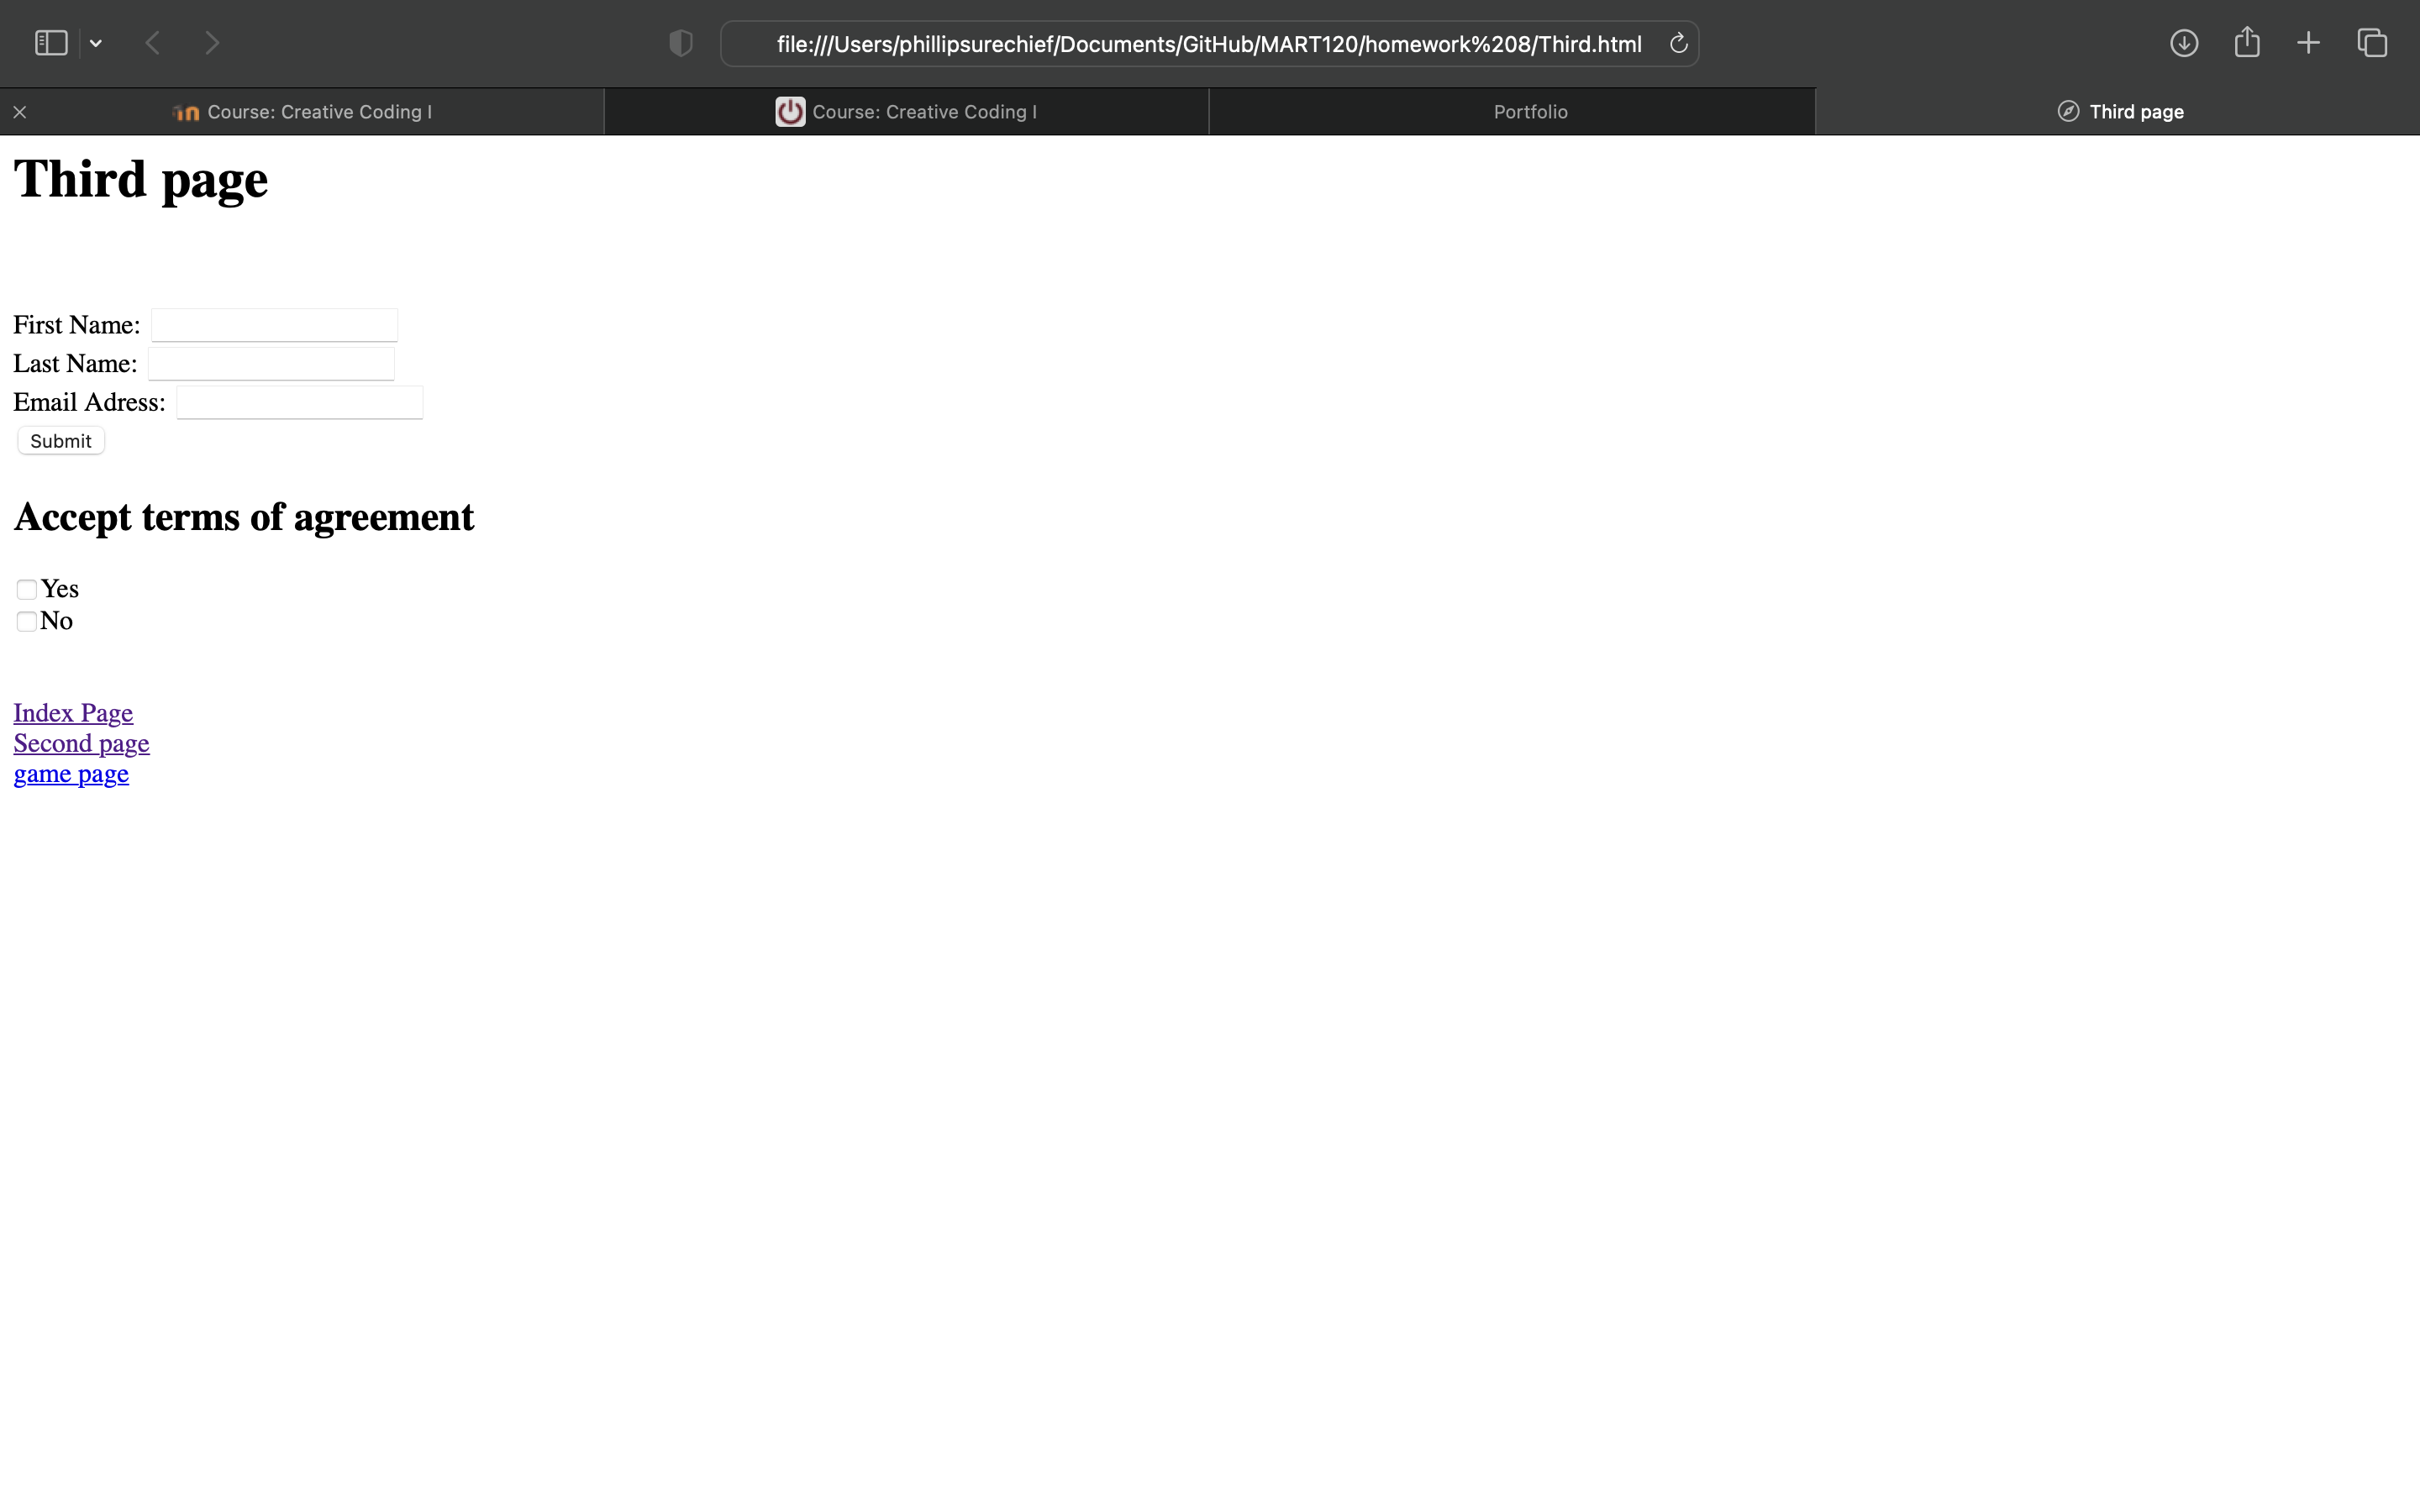 file:///Users/phillipsurechief/Documents/GitHub/MART120/homework%208/Third.html
Course: Creative Coding I
Course: Creative Coding I
Portfolio
Third page
Third page
First Name:
Last Name:
Email Adress:
Submit
Accept terms of agreement
Yes
No
Index Page
Second page
game page